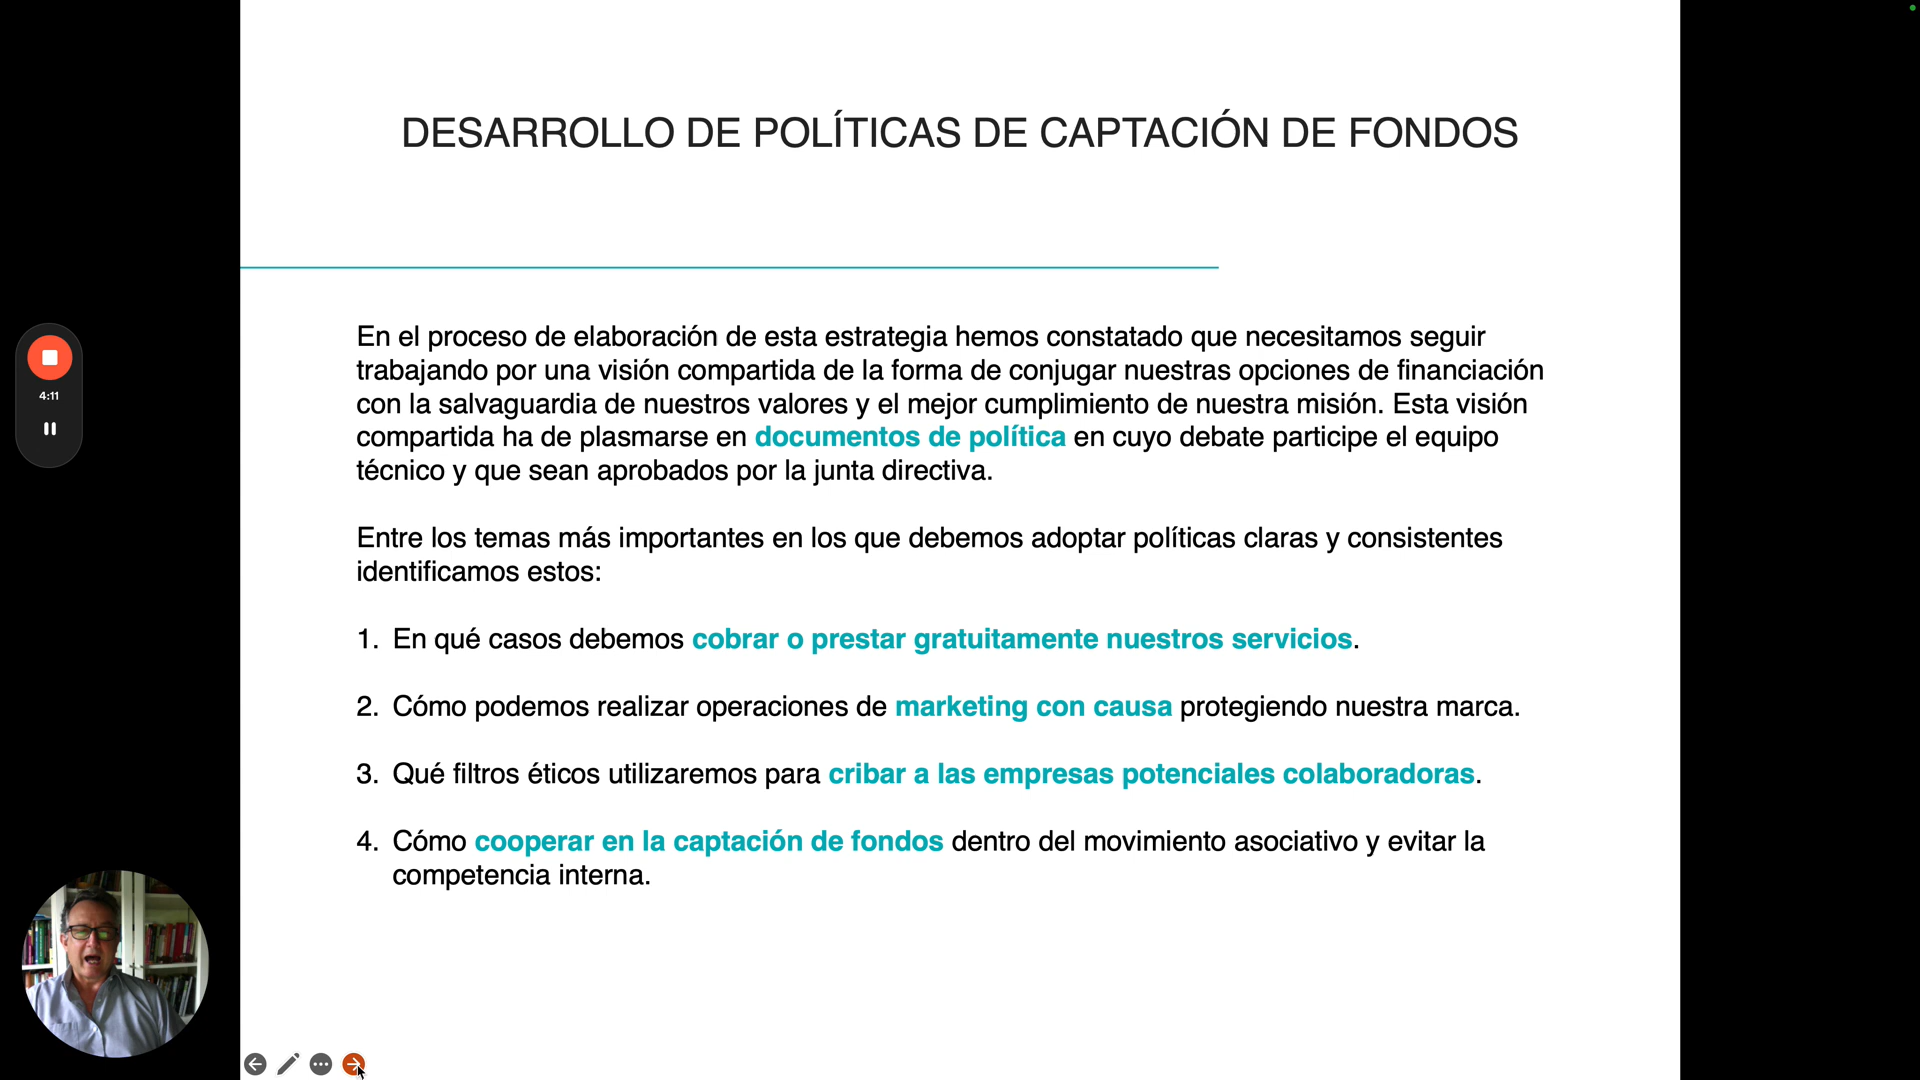 DESARROLLO DE POLÍTICAS DE CAPTACIÓN DE FONDOS
En el proceso de elaboración de esta estrategia hemos constatado que necesitamos seguir
trabajando por una visión compartida de la forma de conjugar nuestras opciones de financiación
con la salvaguardia de nuestros valores y el mejor cumplimiento de nuestra misión. Esta visión
compartida ha de plasmarse en documentos de política en cuyo debate participe el equipo
técnico y que sean aprobados por la junta directiva.
Entre los temas más importantes en los que debemos adoptar políticas claras y consistentes
identificamos estos:
1. En qué casos debemos cobrar o prestar gratuitamente nuestros servicios.
2. Cómo podemos realizar operaciones de marketing con causa protegiendo nuestra marca.
3. Qué filtros éticos utilizaremos para cribar a las empresas potenciales colaboradoras.
4. Cómo cooperar en la captación de fondos dentro del movimiento asociativo y evitar la
competencia interna.
4:11